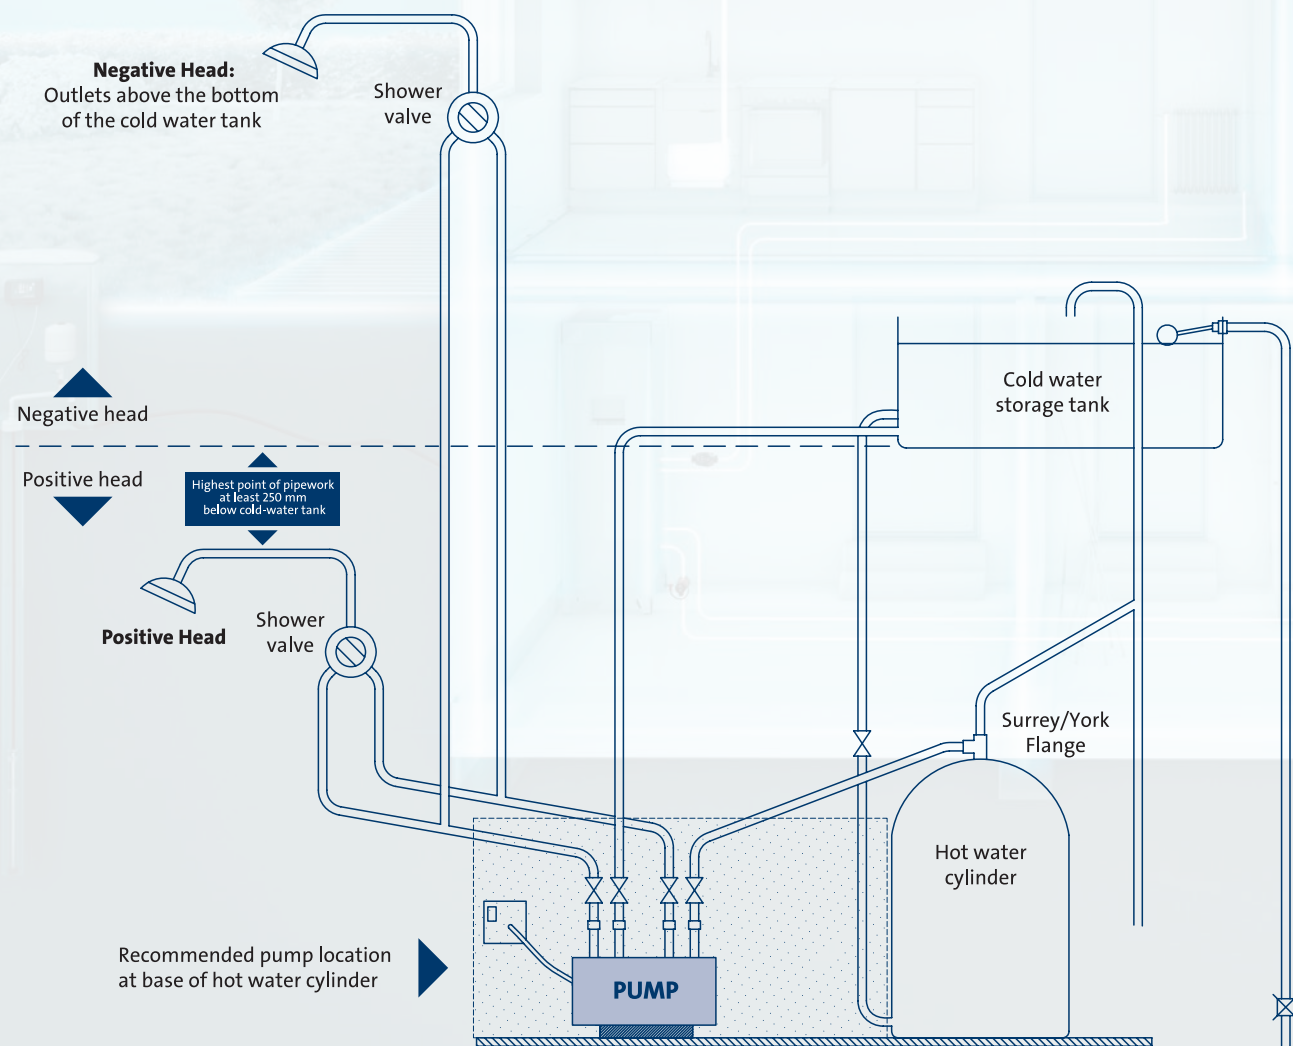 Negative Head:
Outlets above the bottom
of the cold water tank
Shower
valve
Cold water
storage tank
Negative head
Positive head
Highest point of pipework
at least 250 mm
below cold-water tank
Positive Head
Shower
valve
Surrey/York
Flange
Hot water
cylinder
Recommended pump location
at base of hot water cylinder
PUMP